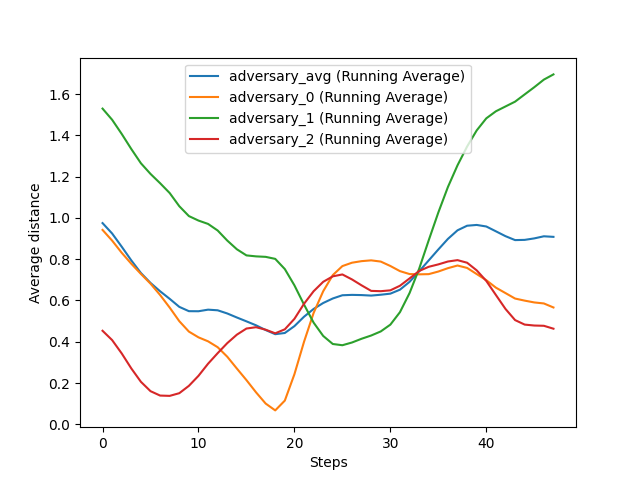 adversary_avg (Running Average)
adversary_0 (Running Average)
adversary_1 (Running Average)
adversary_2 (Running Average)
1.6
1.4
1.2
1.0
0.8
0.6
0.4
0.2
0.0
Average distance
0 10 20 30 40
Steps